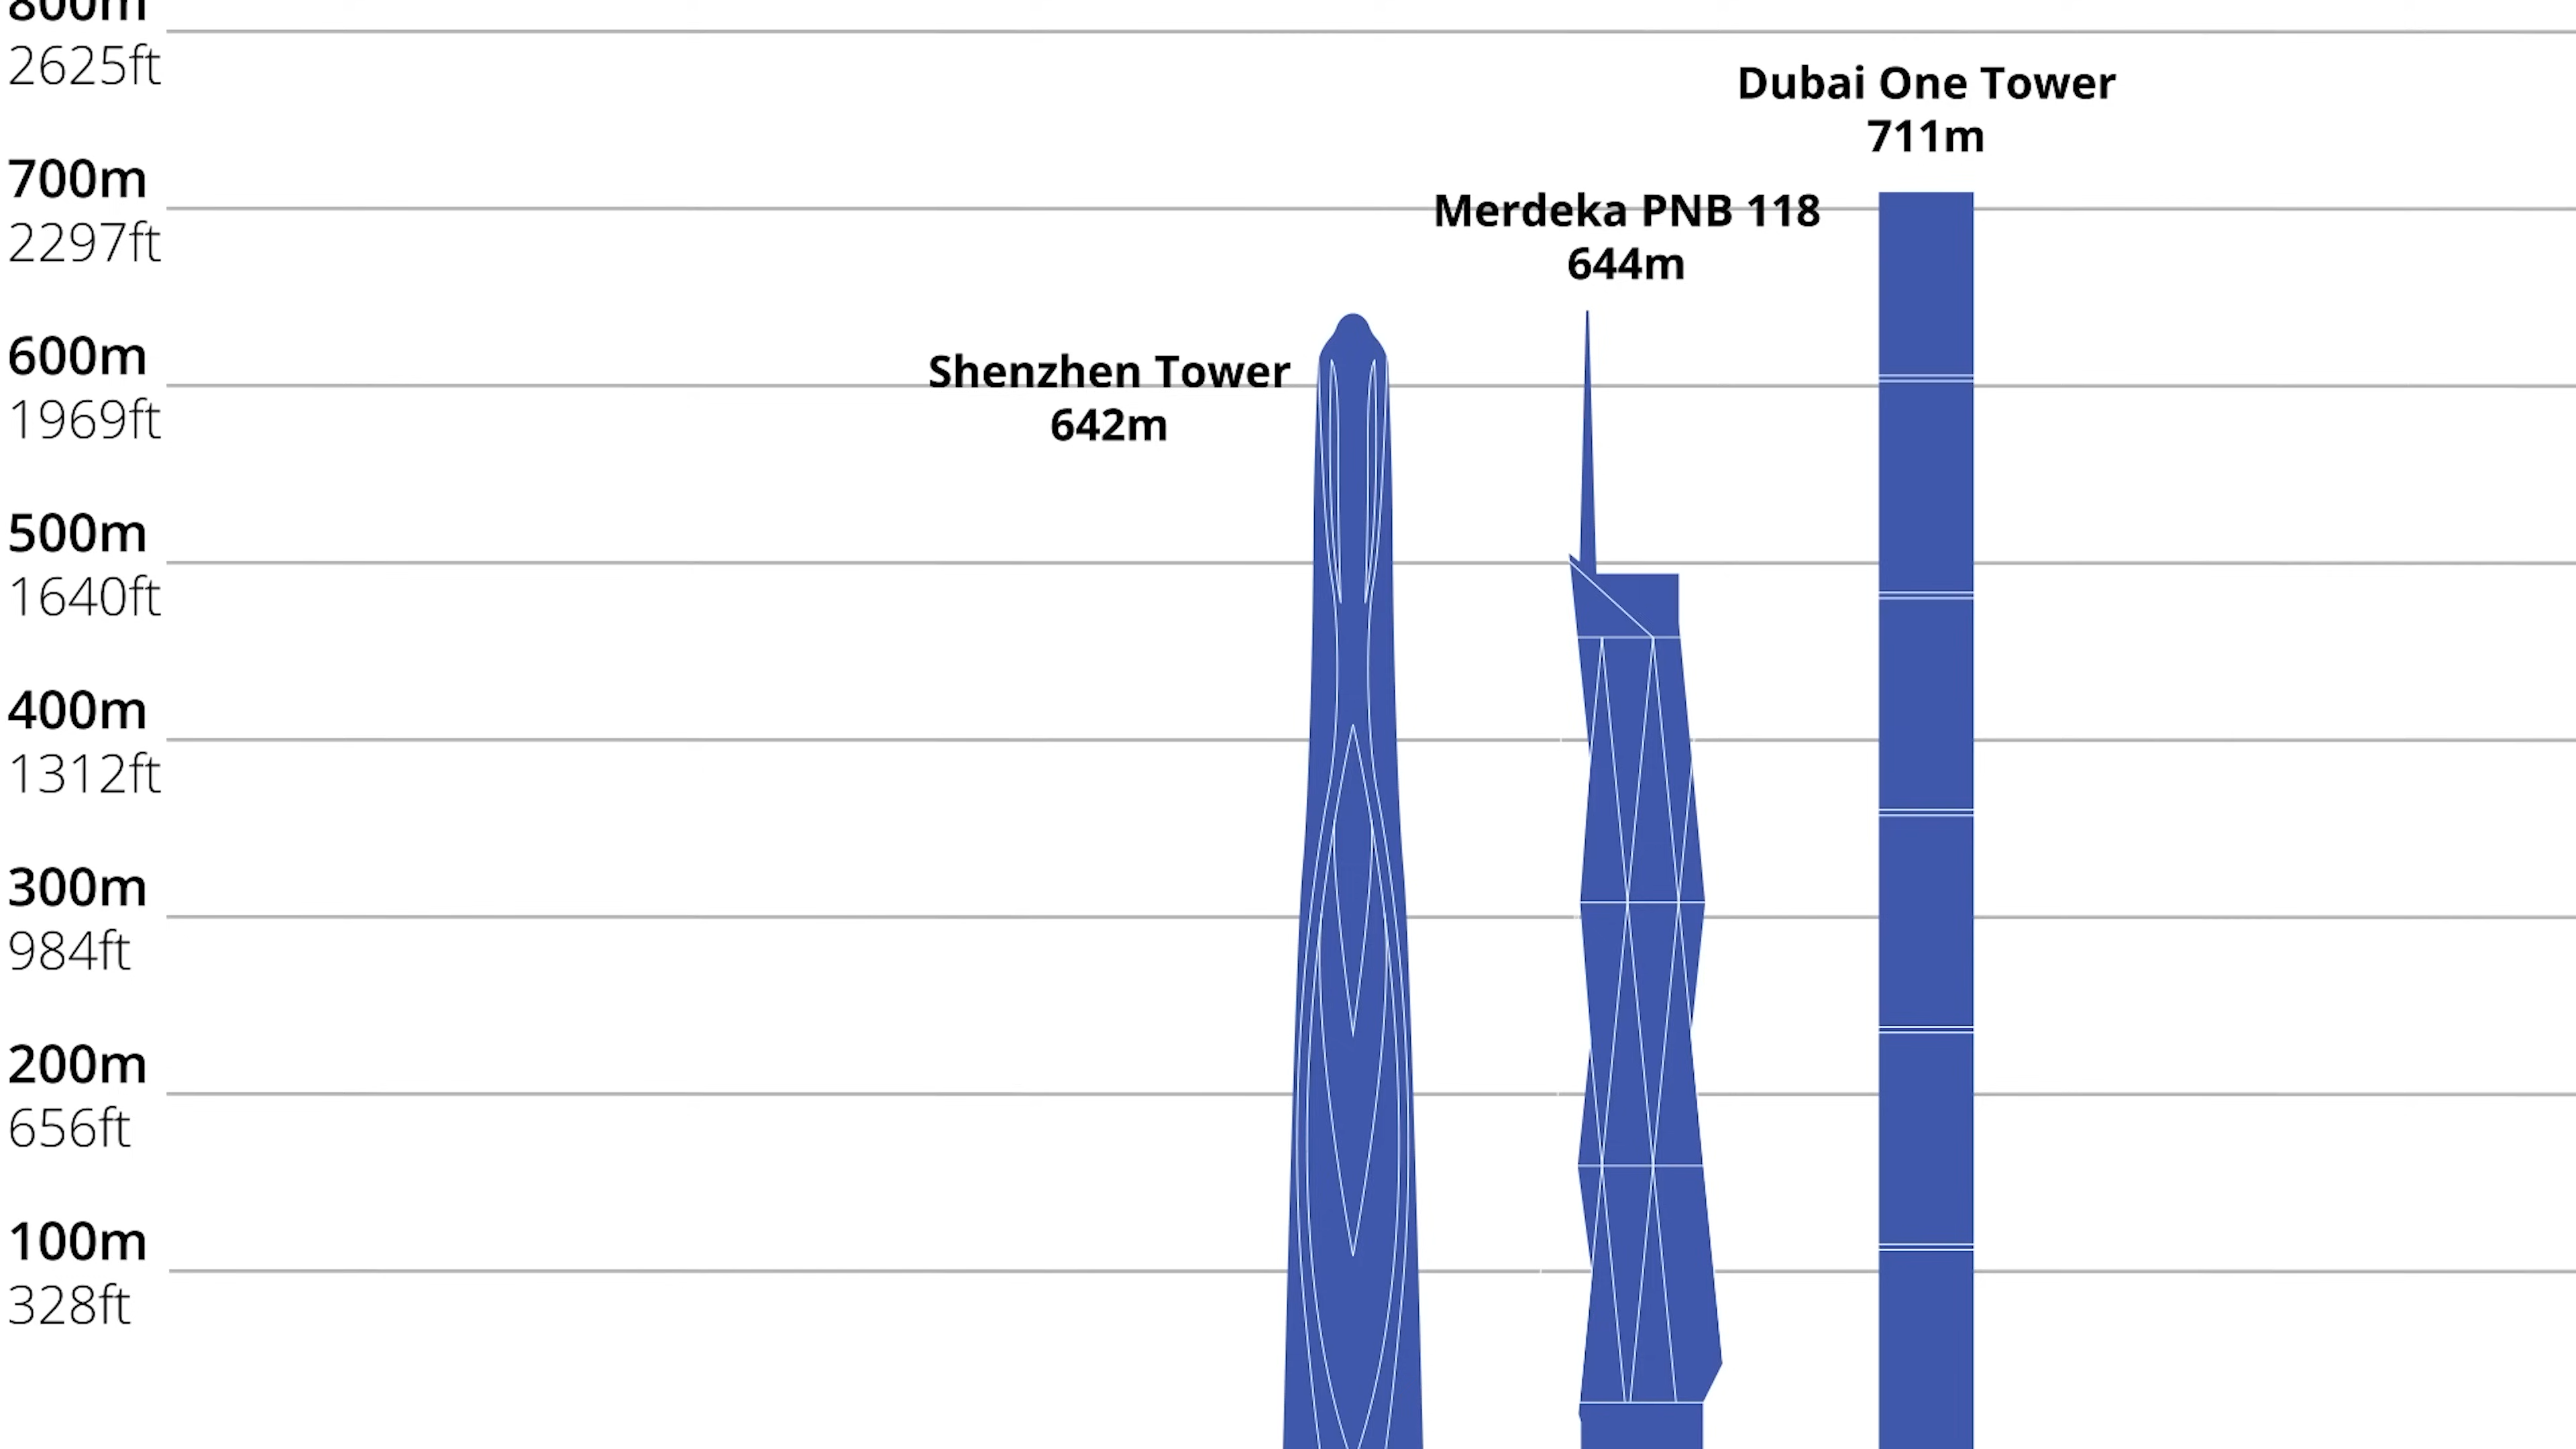 800m
2625ft
Dubai One Tower
711m
700m
2297ft
Merdeka PNB 118
644m
600m
1969ft
Shenzhen Tower
642m
500m
1640ft
400m
1312ft
300m
984ft
200m
656ft
100m
328ft